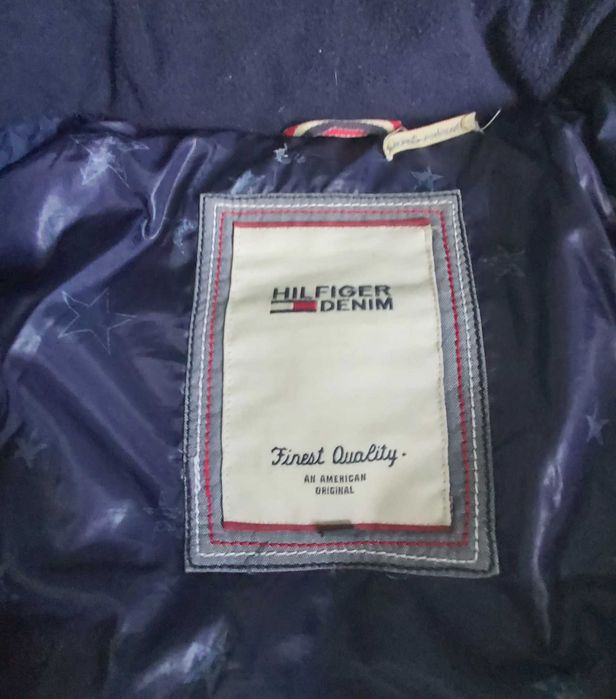 HILFIGER
DENIM
Finest Quality.
AN AMERICAN
ORIGINAL